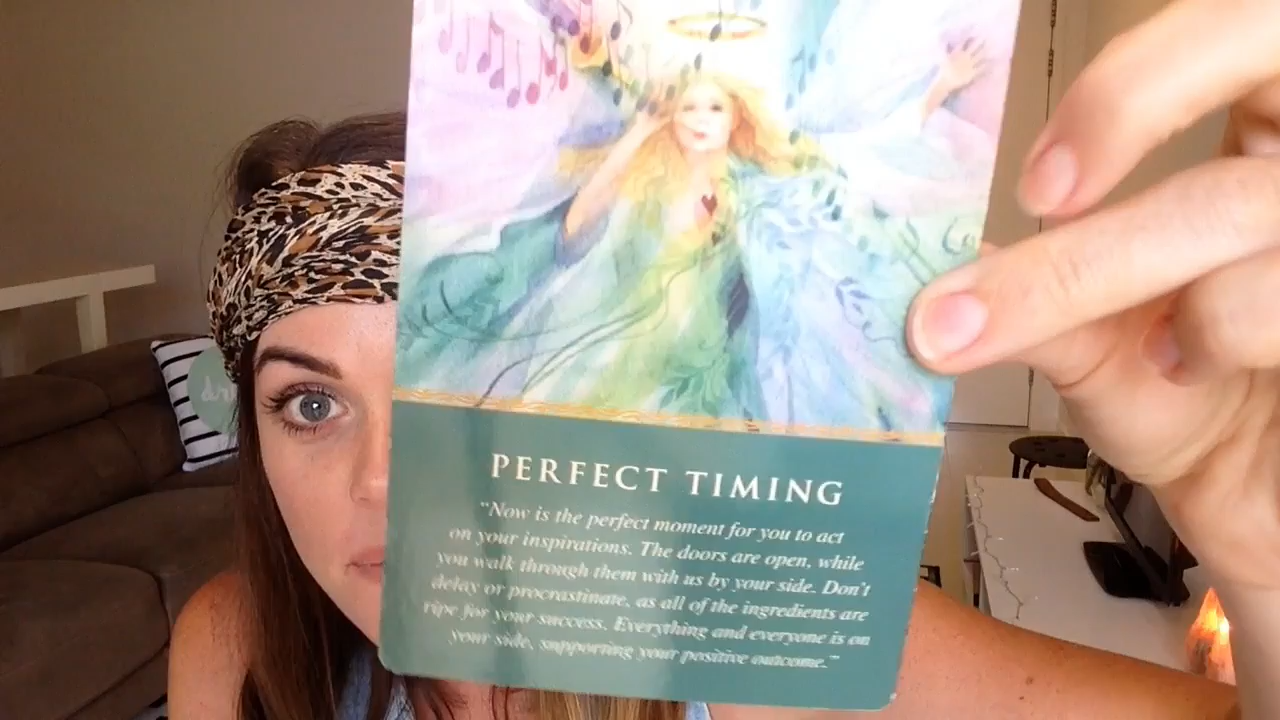 PERFECT TIMING
"Now is the perfect moment for you to act
on your inspirations. The doors are open, while
you walk through them with us by your side. Don't
delay or procrastinate, as all of the ingredients are
ripe for your success. Everything and everyone is on
your side, supporting your positive outcome."